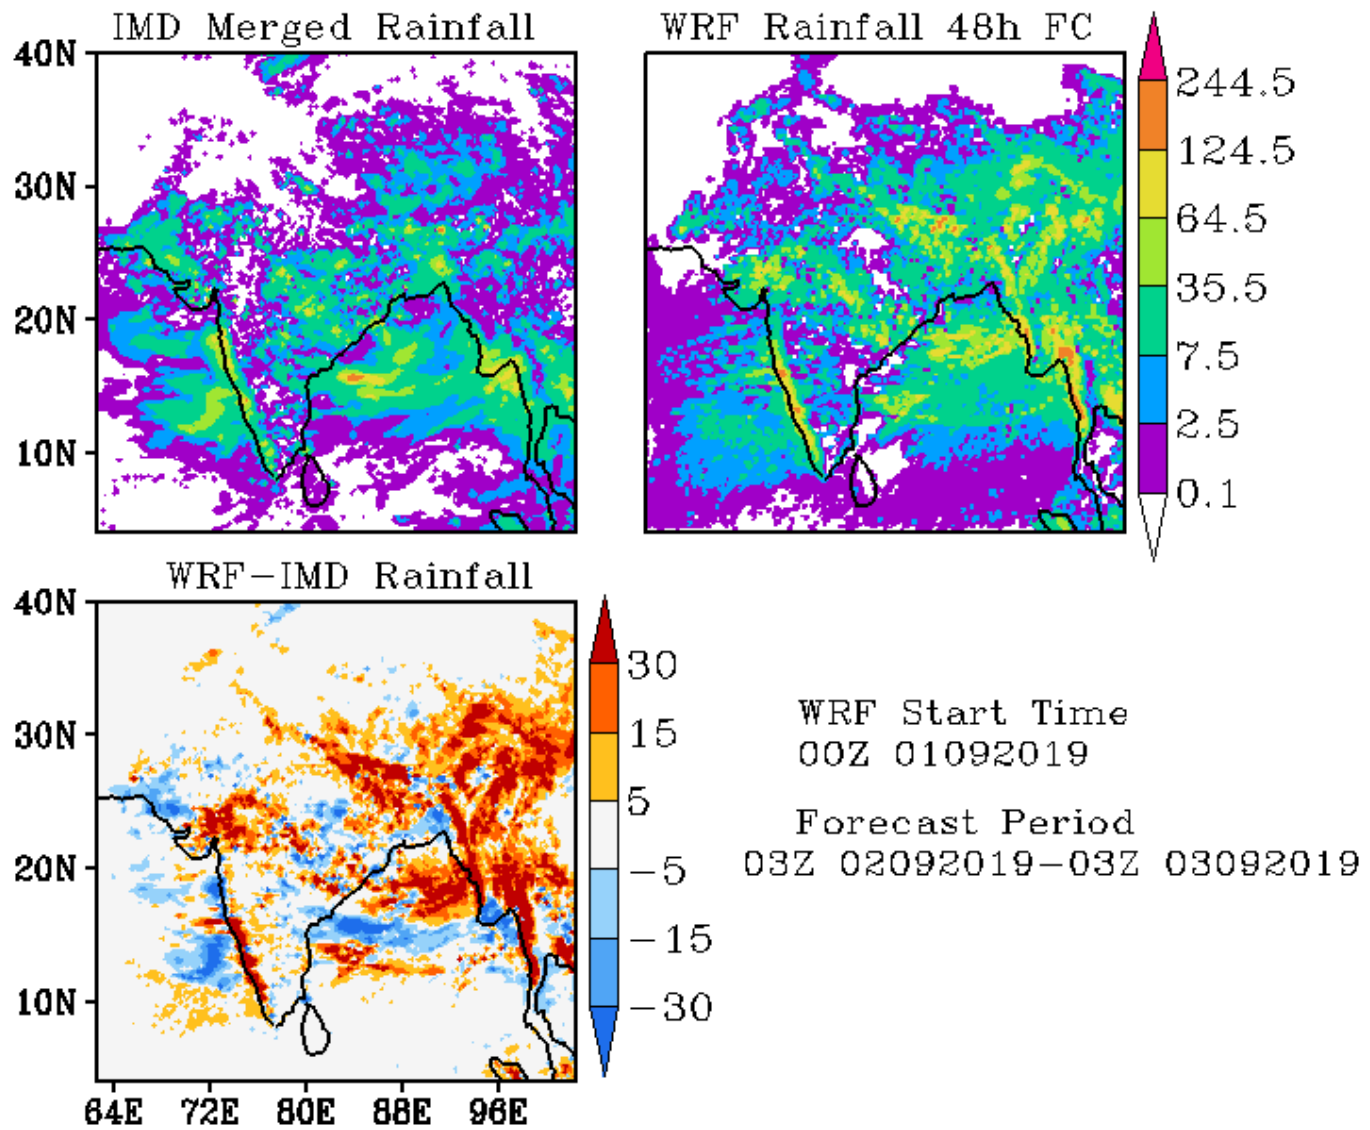 IMD Merged Rainfall
WRF Rainfall 48h FC
40N
30N
20N
10N
244.5
124.5
64.5
35.5
7.5
2.5
0.1
WRF-IMD Rainfall
40N
30N
20N
10N
64E 72E 80E 88E 96E
30
15
5
-5
-15
-30
WRF Start Time
00Z 01092019
Forecast Period
03Z 02092019-03Z 03092019